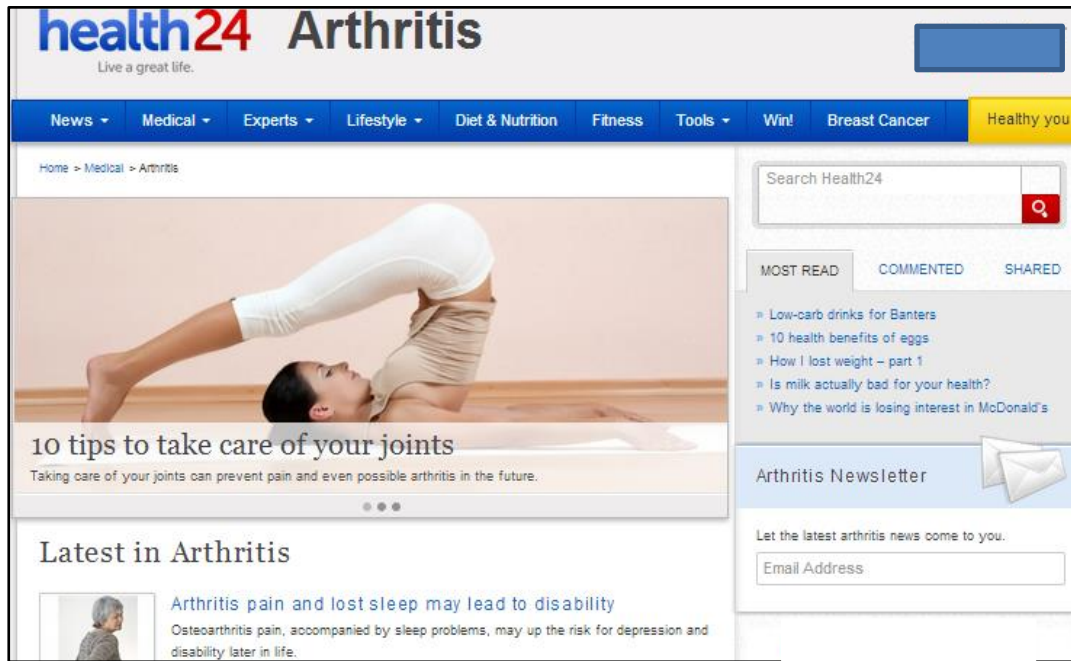 health24 Arthritis
Live a great life.
News Medical Experts Lifestyle Diet & Nutrition Fitness Tools Win! Breast Cancer Healthy you
Home > Medical > Arthritis
10 tips to take care of your joints
Taking care of your joints can prevent pain and even possible arthritis in the future.
Latest in Arthritis
Arthritis pain and lost sleep may lead to disability
Osteoarthritis pain, accompanied by sleep problems, may up the risk for depression and
disability later in life.
Search Health24
MOST READ COMMENTED SHARED
» Low-carb drinks for Banters
» 10 health benefits of eggs
» How I lost weight – part 1
» Is milk actually bad for your health?
» Why the world is losing interest in McDonald's
Arthritis Newsletter
Let the latest arthritis news come to you.
Email Address